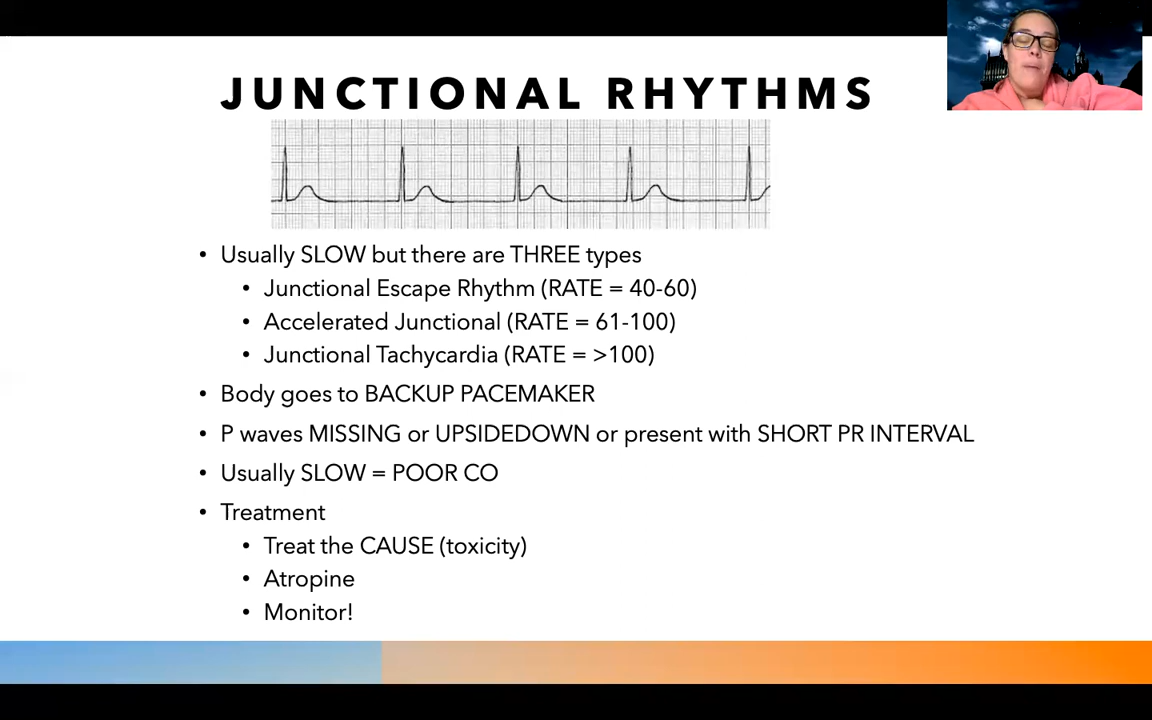 JUNCTIONAL RHYTHMS
• Usually SLOW but there are THREE types
• Junctional Escape Rhythm (RATE = 40-60)
• Accelerated Junctional (RATE = 61-100)
• Junctional Tachycardia (RATE = >100)
• Body goes to BACKUP PACEMAKER
• P waves MISSING or UPSIDEDOWN or present with SHORT PR INTERVAL
• Usually SLOW = POOR CO
• Treatment
• Treat the CAUSE (toxicity)
• Atropine
• Monitor!